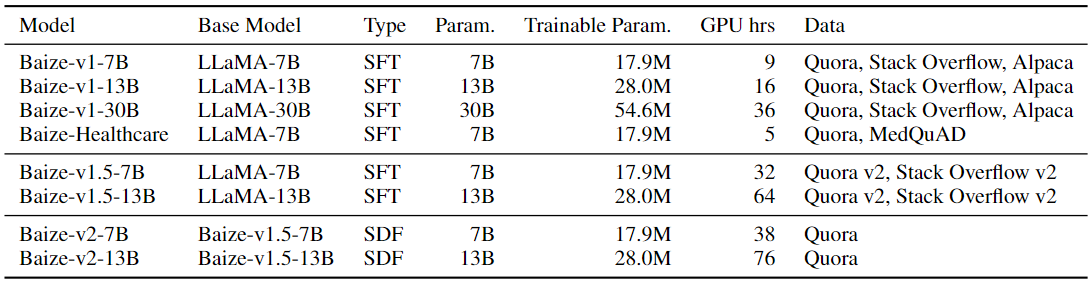 Model Base Model Type Param. Trainable Param. GPU hrs Data
Baize-v1-7B LLaMA-7B SFT 7B 17.9M 9 Quora, Stack Overflow, Alpaca
Baize-v1-13B LLaMA-13B SFT 13B 28.0M 16 Quora, Stack Overflow, Alpaca
Baize-v1-30B LLaMA-30B SFT 30B 54.6M 36 Quora, Stack Overflow, Alpaca
Baize-Healthcare LLaMA-7B SFT 7B 17.9M 5 Quora, MedQuAD
Baize-v1.5-7B LLaMA-7B SFT 7B 17.9M 32 Quora v2, Stack Overflow v2
Baize-v1.5-13B LLaMA-13B SFT 13B 28.0M 64 Quora v2, Stack Overflow v2
Baize-v2-7B Baize-v1.5-7B SDF 7B 17.9M 38 Quora
Baize-v2-13B Baize-v1.5-13B SDF 13B 28.0M 76 Quora